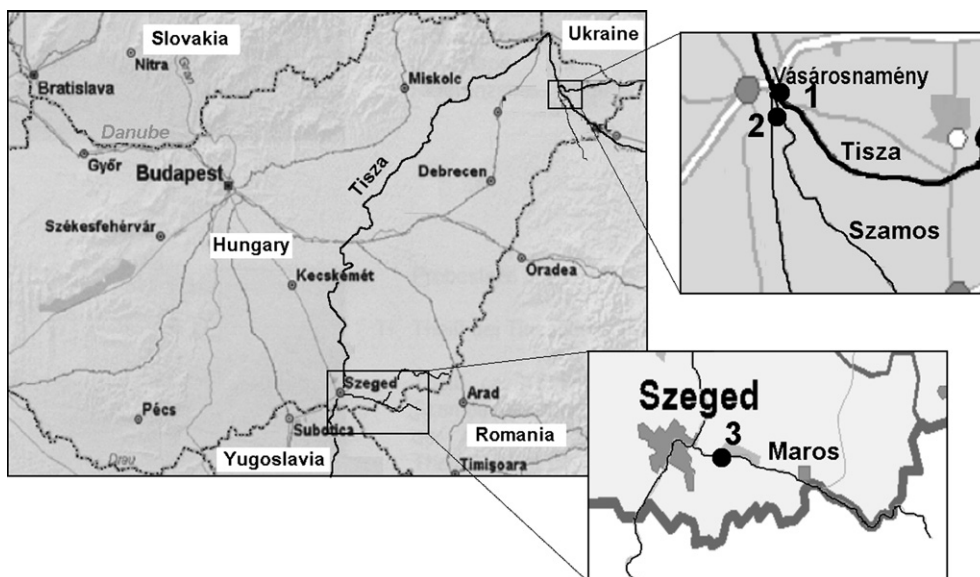 Slovakia
Ukraine
Nitra
Bratislava
Miskolc
Danube
Győr
Budapest
Tisza
Debrecen
Székesfehérvár
Hungary
Kecskemét
Oradea
Szeged
Arad
Pécs
Subotica
Romania
Yugoslavia
Timişoara
Vásárosnamény
1
2
Tisza
Szamos
Szeged
3
Maros